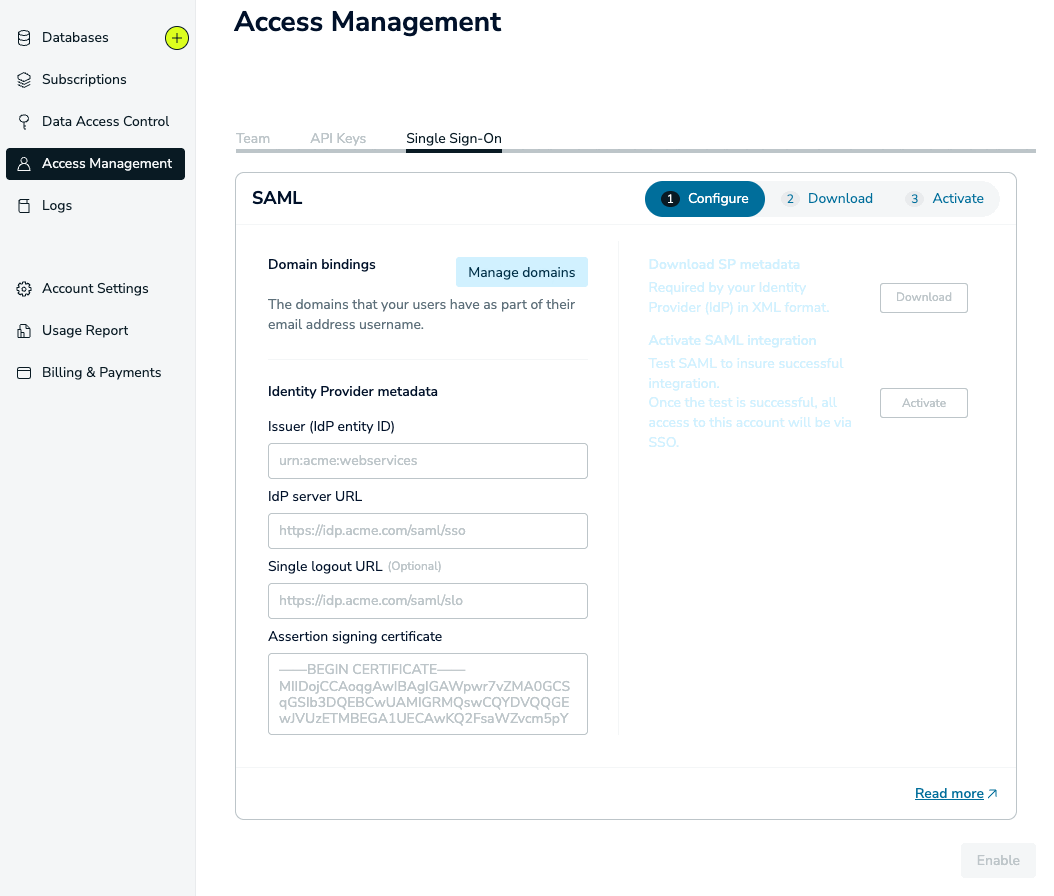 Access Management
Databases
Subscriptions
Data Access Control
Access Management
Logs
Account Settings
Usage Report
Billing & Payments
Team
API Keys
Single Sign-On
SAML
1 Configure
2 Download
3 Activate
Domain bindings
Manage domains
The domains that your users have as part of their
email address username.
Identity Provider metadata
Issuer (IdP entity ID)
urn:acme:webservices
IdP server URL
https://idp.acme.com/saml/sso
Single logout URL (Optional)
https://idp.acme.com/saml/slo
Assertion signing certificate
——BEGIN CERTIFICATE——
MIIDojCCAoqgAwIBAgIGAWpwr7vZMA0GCS
qGSIb3DQEBCwUAMIGRMQswCQYDVQQGE
wJVUzETMBEGA1UECAwKQ2FsaWZvcm5pY
Download SP metadata
Required by your Identity
Provider (IdP) in XML format.
Download
Activate SAML integration
Test SAML to insure successful
integration.
Once the test is successful, all
access to this account will be via
SSO.
Activate
Read more
Enable